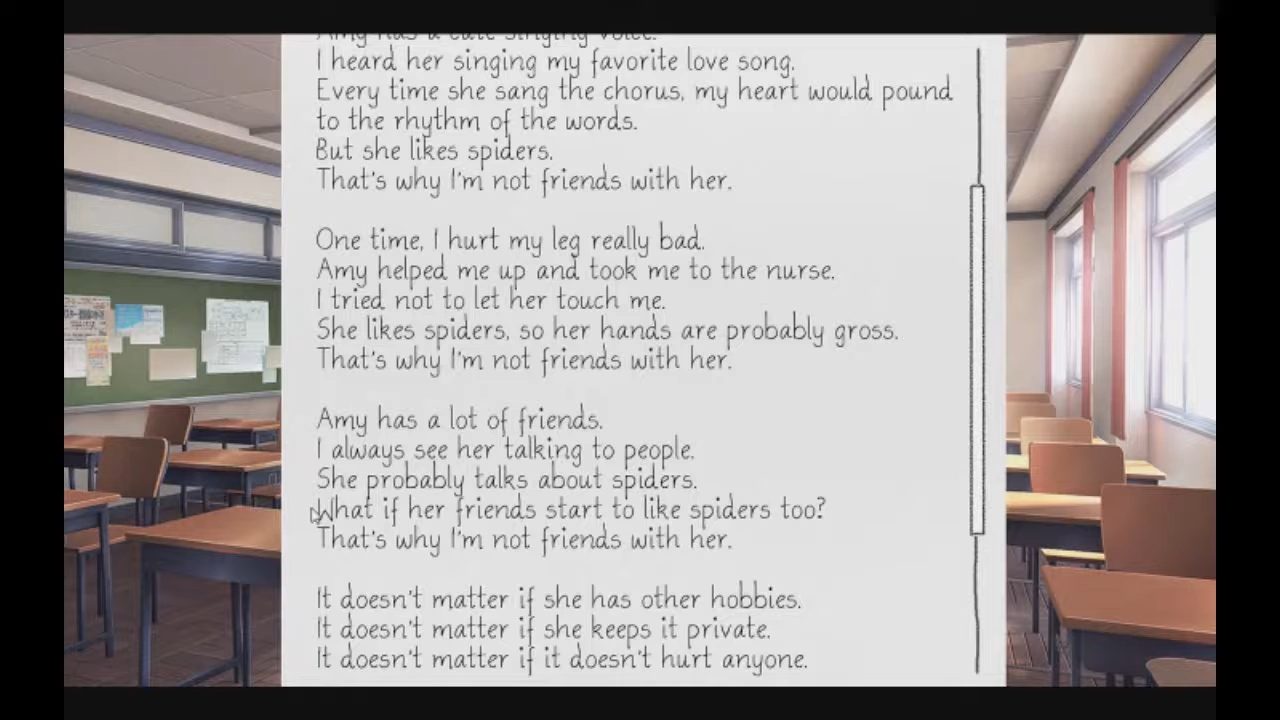 Amy has a cute singing voice.
I heard her singing my favorite love song.
Every time she sang the chorus, my heart would pound
to the rhythm of the words.
But she likes spiders.
That's why I'm not friends with her.
One time, I hurt my leg really bad.
Amy helped me up and took me to the nurse.
I tried not to let her touch me.
She likes spiders, so her hands are probably gross.
That's why I'm not friends with her.
Amy has a lot of friends.
I always see her talking to people.
She probably talks about spiders.
What if her friends start to like spiders too?
That's why I'm not friends with her.
It doesn't matter if she has other hobbies.
It doesn't matter if she keeps it private.
It doesn't matter if it doesn't hurt anyone.